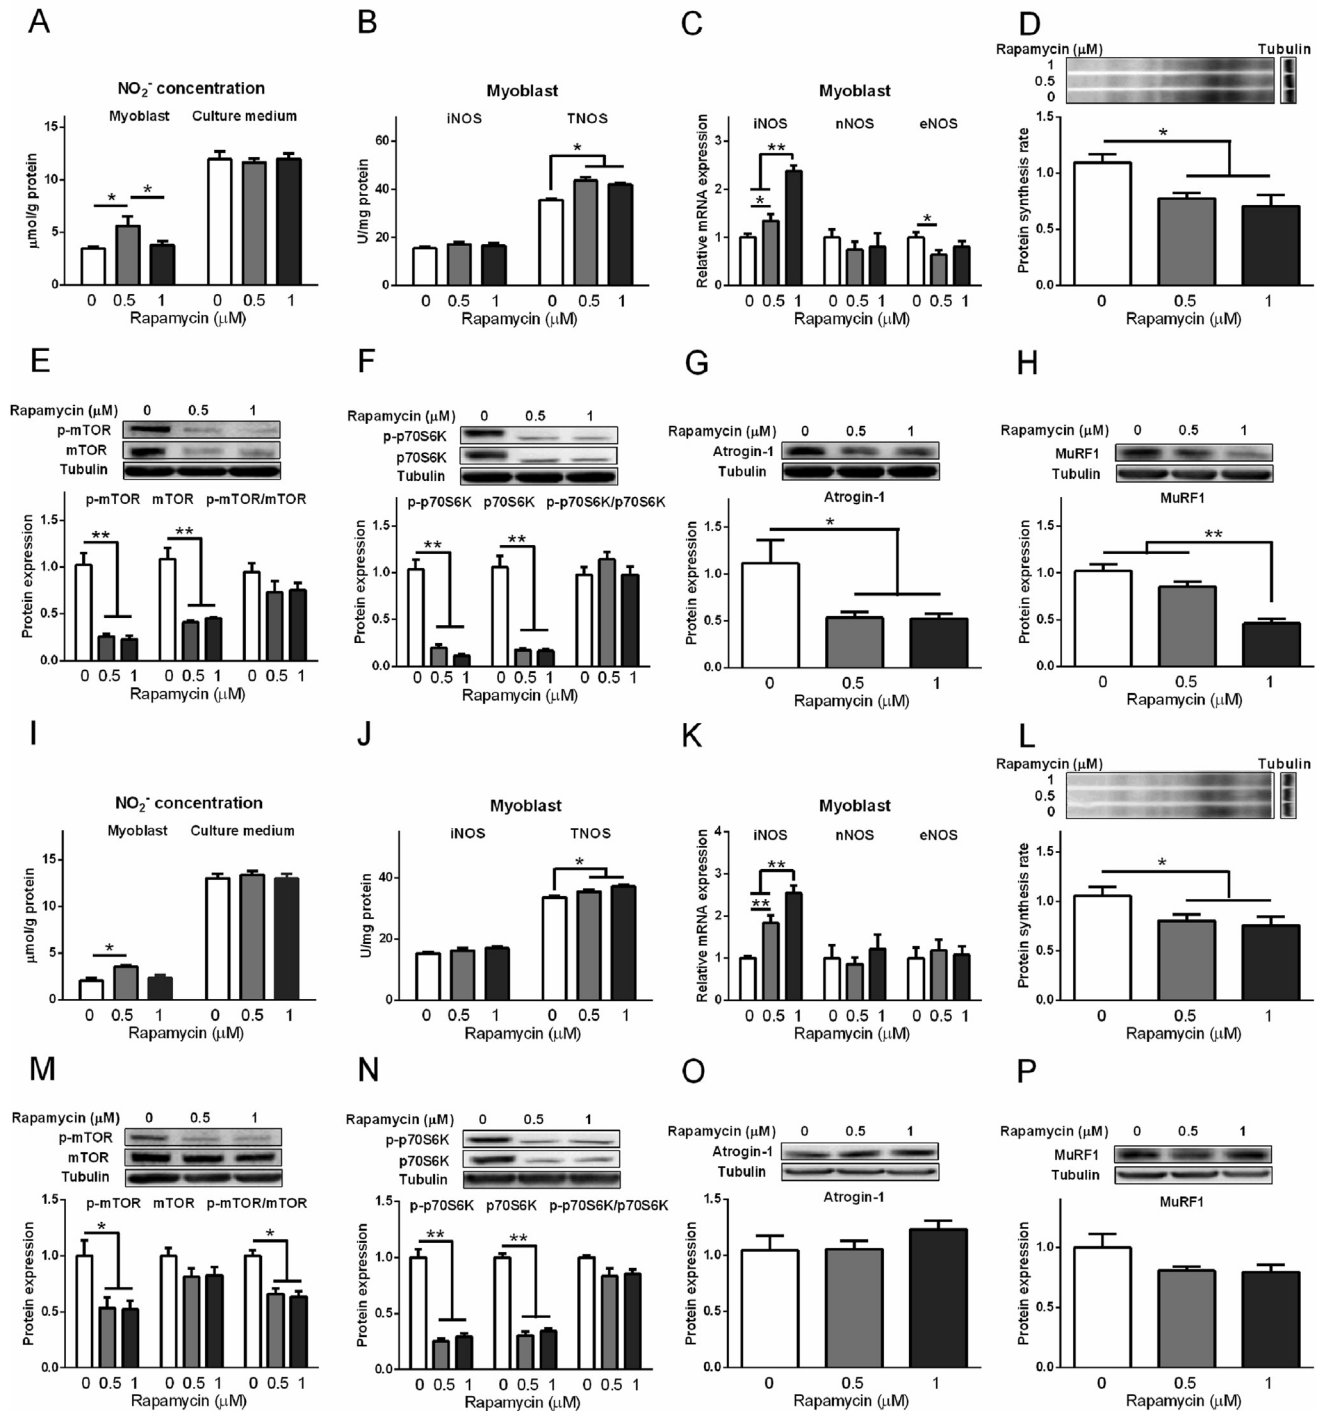 A
NO2- concentration
Myoblast Culture medium
μmol/g protein
15
10
5
0
* *
0 0.5 1 0 0.5 1
Rapamycin (μM)
B
Myoblast
iNOS TNOS
U/mg protein
60
40
20
0
*
0 0.5 1 0 0.5 1
Rapamycin (μM)
C
Myoblast
iNOS nNOS eNOS
Relative mRNA expression
4
3
2
1
0
** * *
0 0.5 1 0 0.5 1 0 0.5 1
Rapamycin (μM)
D
Rapamycin (μM) Tubulin
1
0.5
0
Protein synthesis rate
1.5
1.0
0.5
0.0
*
0 0.5 1
Rapamycin (μM)
E
Rapamycin (μM) 0 0.5 1
p-mTOR
mTOR
Tubulin
p-mTOR mTOR p-mTOR/mTOR
Protein expression
1.5
1.0
0.5
0.0
** **
0 0.5 1 0 0.5 1 0 0.5 1
Rapamycin (μM)
F
Rapamycin (μM) 0 0.5 1
p-p70S6K
p70S6K
Tubulin
p-p70S6K p70S6K p-p70S6K/p70S6K
Protein expression
1.5
1.0
0.5
0.0
** **
0 0.5 1 0 0.5 1 0 0.5 1
Rapamycin (μM)
G
Rapamycin (μM) 0 0.5 1
Atrogin-1
Tubulin
Atrogin-1
Protein expression
1.5
1.0
0.5
0.0
*
0 0.5 1
Rapamycin (μM)
H
Rapamycin (μM) 0 0.5 1
MuRF1
Tubulin
MuRF1
Protein expression
1.5
1.0
0.5
0.0
**
0 0.5 1
Rapamycin (μM)
I
NO2- concentration
Myoblast Culture medium
μmol/g protein
15
10
5
0
*
0 0.5 1 0 0.5 1
Rapamycin (μM)
J
Myoblast
iNOS TNOS
U/mg protein
40
20
0
*
0 0.5 1 0 0.5 1
Rapamycin (μM)
K
Myoblast
iNOS nNOS eNOS
Relative mRNA expression
4
3
2
1
0
** **
0 0.5 1 0 0.5 1 0 0.5 1
Rapamycin (μM)
L
Rapamycin (μM) Tubulin
1
0.5
0
Protein synthesis rate
1.5
1.0
0.5
0.0
*
0 0.5 1
Rapamycin (μM)
M
Rapamycin (μM) 0 0.5 1
p-mTOR
mTOR
Tubulin
p-mTOR mTOR p-mTOR/mTOR
Protein expression
1.5
1.0
0.5
0.0
* *
0 0.5 1 0 0.5 1 0 0.5 1
Rapamycin (μM)
N
Rapamycin (μM) 0 0.5 1
p-p70S6K
p70S6K
Tubulin
p-p70S6K p70S6K p-p70S6K/p70S6K
Protein expression
1.5
1.0
0.5
0.0
** **
0 0.5 1 0 0.5 1 0 0.5 1
Rapamycin (μM)
O
Rapamycin (μM) 0 0.5 1
Atrogin-1
Tubulin
Atrogin-1
Protein expression
1.5
1.0
0.5
0.0
0 0.5 1
Rapamycin (μM)
P
Rapamycin (μM) 0 0.5 1
MuRF1
Tubulin
MuRF1
Protein expression
1.0
0.5
0.0
0 0.5 1
Rapamycin (μM)